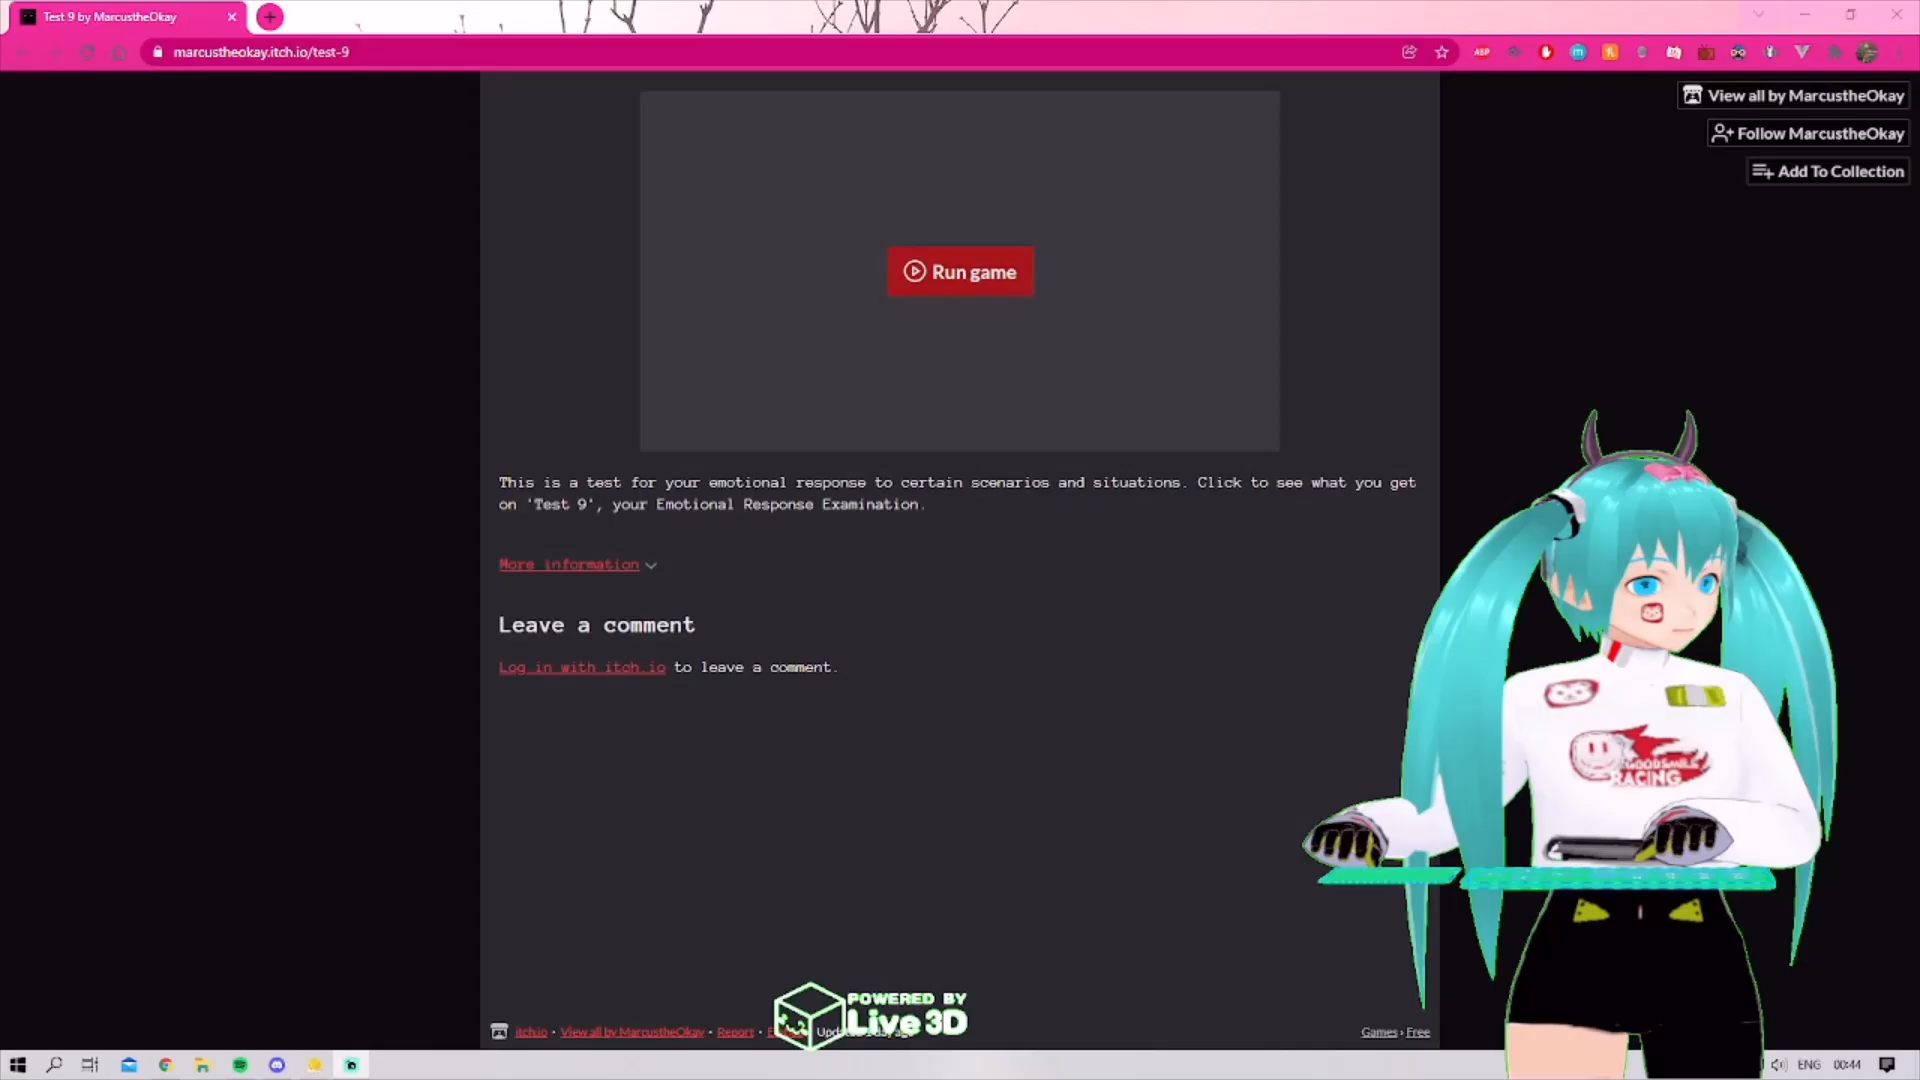 Test 9 by MarcustheOkay
marcustheokay.itch.io/test-9
ABP
View all by MarcustheOkay
Follow MarcustheOkay
Add To Collection
Run game
This is a test for your emotional response to certain scenarios and situations. Click to see what you get
on 'Test 9', your Emotional Response Examination.
More information
Leave a comment
Log in with itch.io to leave a comment.
GOODSMILE
RACING
POWERED BY
Live3D
itch.io · View all by MarcustheOkay · Report ·
Games › Free
ENG
00:44